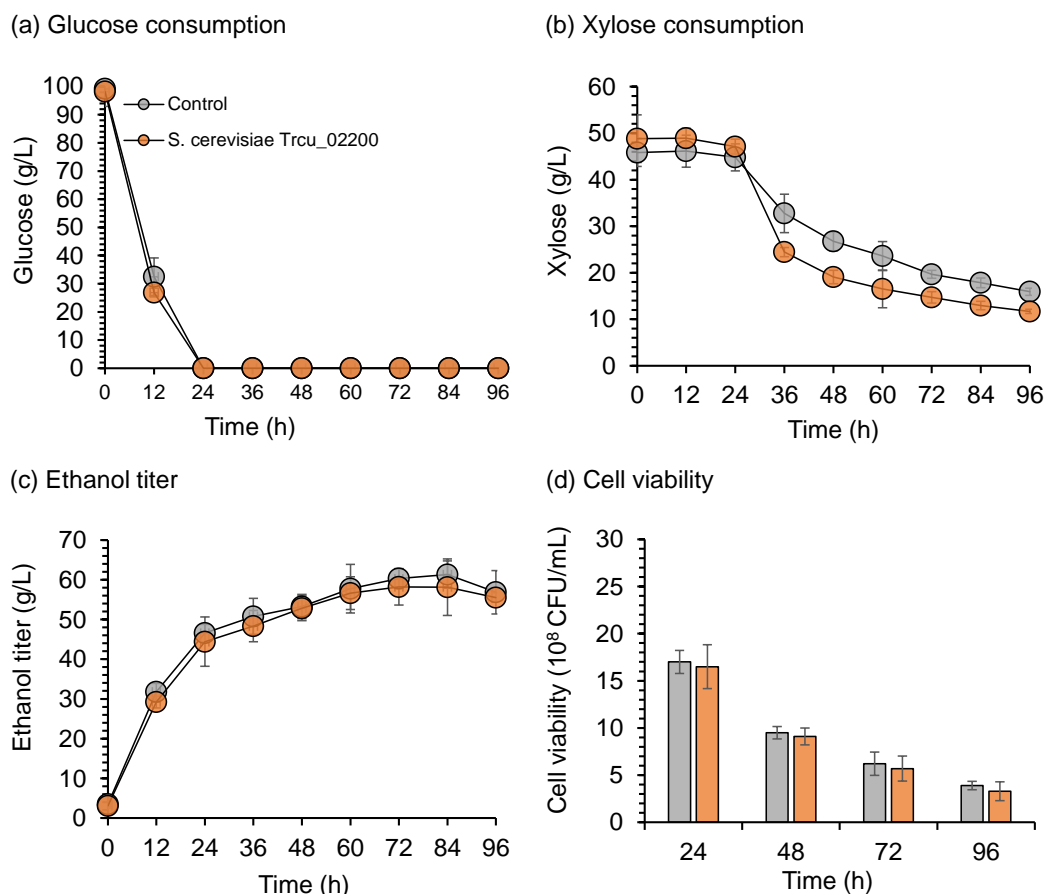 (a) Glucose consumption
Glucose (g/L)
100
90
80
70
60
50
40
30
20
10
0
Control
S. cerevisiae Trcu_02200
0 12 24 36 48 60 72 84 96
Time (h)
(b) Xylose consumption
Xylose (g/L)
60
50
40
30
20
10
0
0 12 24 36 48 60 72 84 96
Time (h)
(c) Ethanol titer
Ethanol titer (g/L)
70
60
50
40
30
20
10
0
0 12 24 36 48 60 72 84 96
Time (h)
(d) Cell viability
Cell viability (10⁸ CFU/mL)
30
25
20
15
10
5
0
24 48 72 96
Time (h)